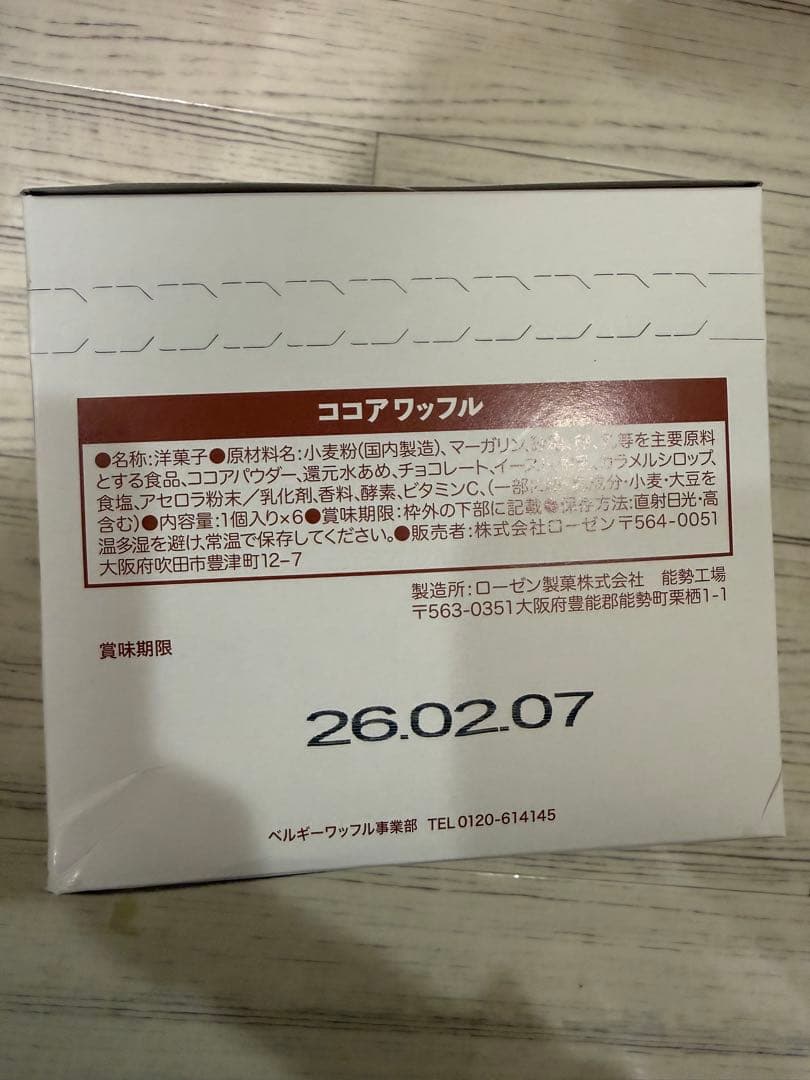 ココアワッフル
●名称:洋菓子●原材料名:小麦粉(国内製造)、マーガリン、等を主要原料
とする食品、ココアパウダー、還元水あめ、チョコレート、イースト、カラメルシロップ、
食塩、アセロラ粉末/乳化剤、香料、酵素、ビタミンC、(一部に成分・小麦・大豆を
含む)●内容量:1個入り×6●賞味期限:枠外の下部に記載●保存方法:直射日光・高
温多湿を避け、常温で保存してください。●販売者:株式会社ローゼン〒564-0051
大阪府吹田市豊津町12-7
製造所:ローゼン製菓株式会社 能勢工場
〒563-0351大阪府豊能郡能勢町栗栖1-1
賞味期限
26.02.07
ベルギーワッフル事業部 TEL0120-614145